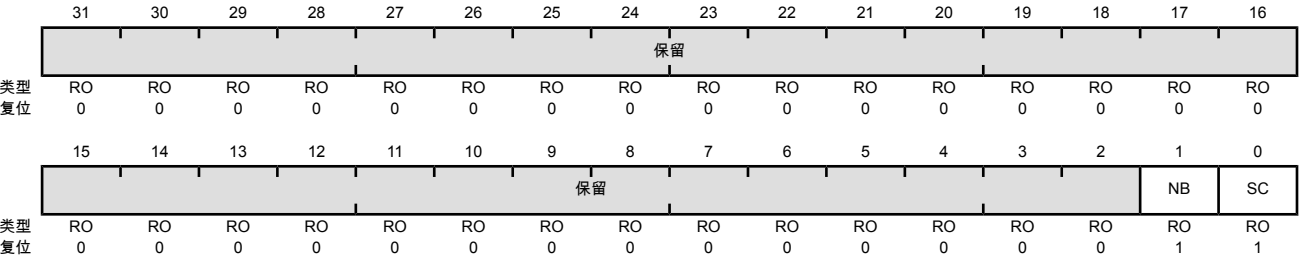 31 30 29 28 27 26 25 24 23 22 21 20 19 18 17 16
保留
类型 RO RO RO RO RO RO RO RO RO RO RO RO RO RO RO RO
复位 0 0 0 0 0 0 0 0 0 0 0 0 0 0 0 0
15 14 13 12 11 10 9 8 7 6 5 4 3 2 1 0
保留 NB SC
类型 RO RO RO RO RO RO RO RO RO RO RO RO RO RO RO RO
复位 0 0 0 0 0 0 0 0 0 0 0 0 0 0 1 1